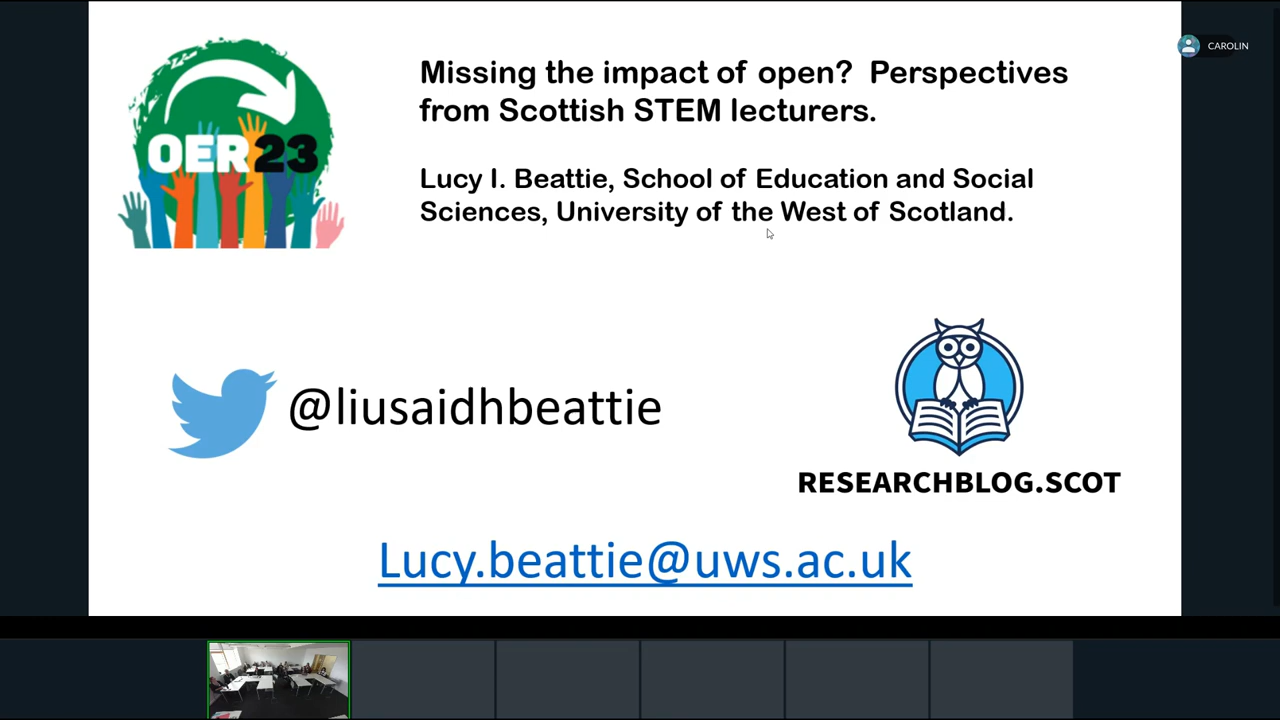 CAROLIN
Missing the impact of open? Perspectives
from Scottish STEM lecturers.
OER23
Lucy I. Beattie, School of Education and Social
Sciences, University of the West of Scotland.
@liusaidhbeattie
RESEARCHBLOG.SCOT
Lucy.beattie@uws.ac.uk